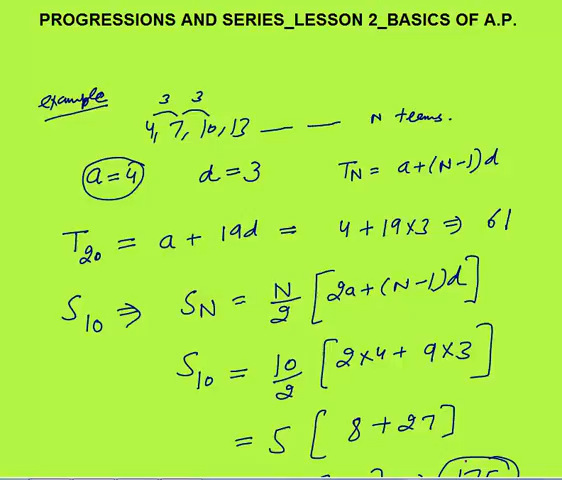 PROGRESSIONS AND SERIES_LESSON 2_BASICS OF A.P.
example
3 3
4, 7, 10, 13 — — N terms.
a = 4 d = 3 TN = a + (N-1)d
T20 = a + 19d = 4 + 19 × 3 ⇒ 61
S10 ⇒ SN = N/2 [2a + (N-1)d]
S10 = 10/2 [2×4 + 9×3]
= 5 [8 + 27]
175